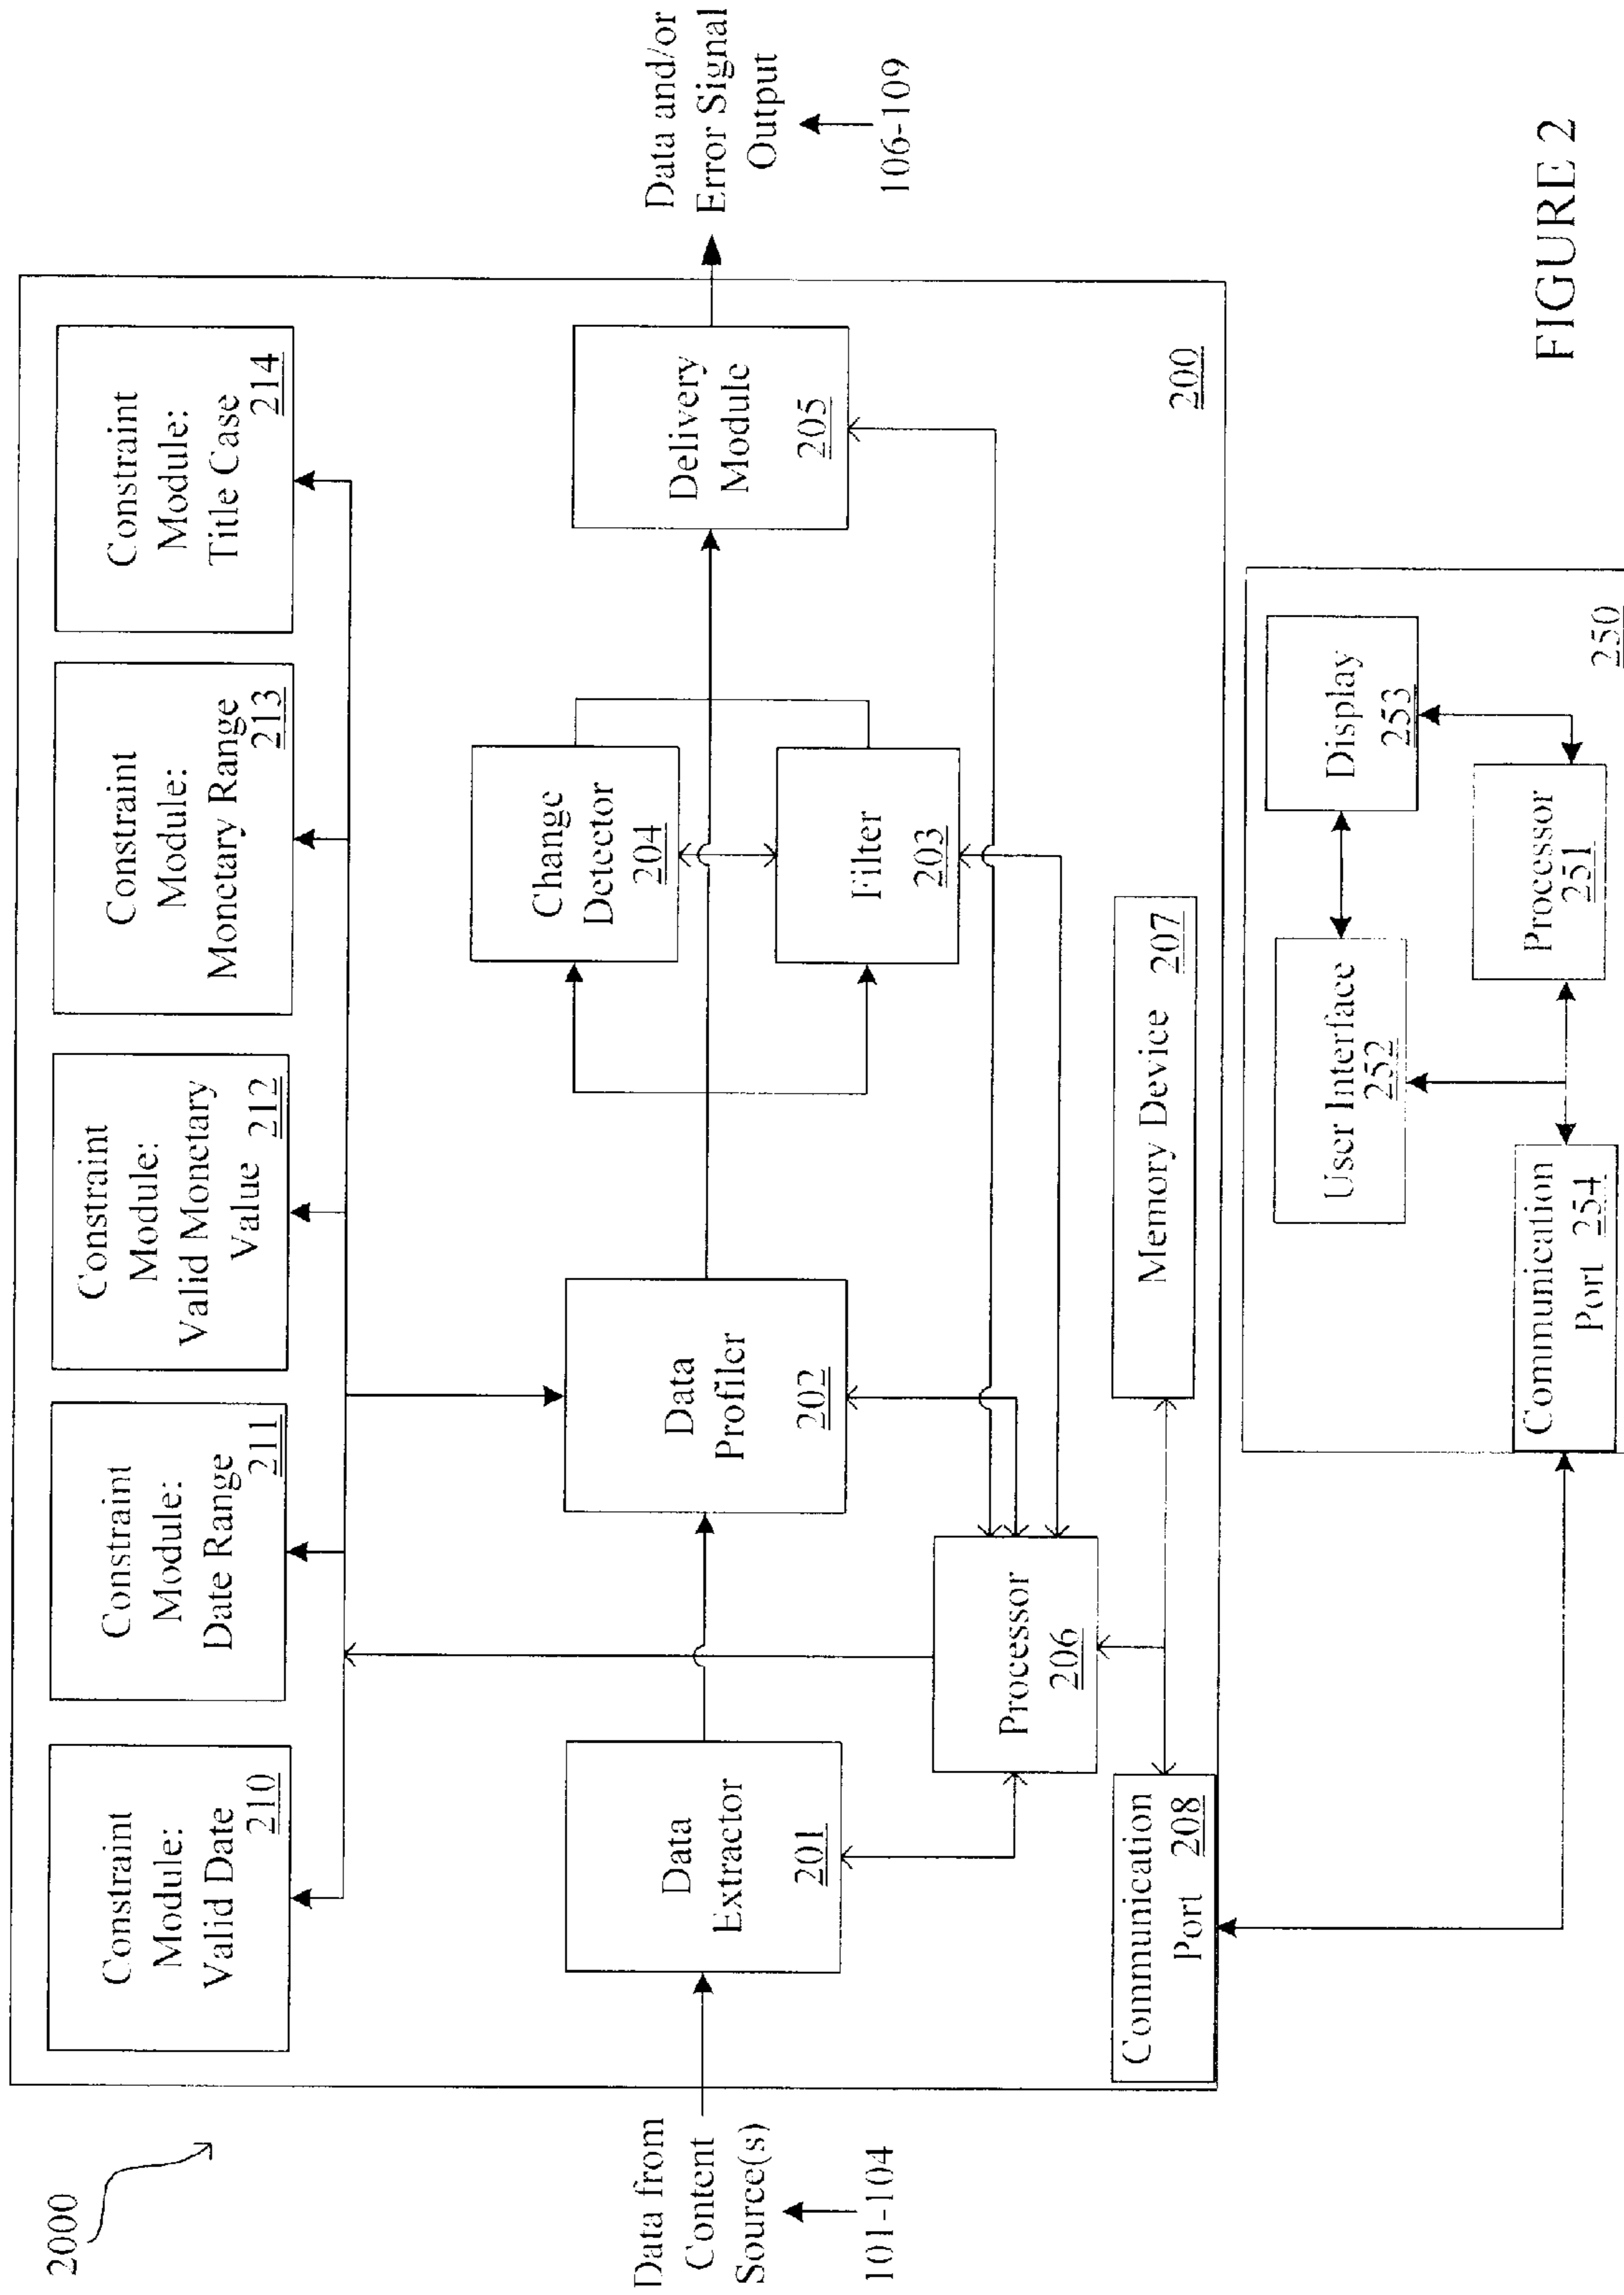 2000
Constraint
Module:
Valid Date
210
Constraint
Module:
Date Range
211
Constraint
Module:
Valid Monetary
Value 212
Constraint
Module:
Monetary Range
213
Constraint
Module:
Title Case
214
Data from
Content
Source(s)
101-104
Data
Extractor
201
Data
Profiler
202
Change
Detector
204
Filter
203
Delivery
Module
205
Data and/or
Error Signal
Output
106-109
Processor
206
Memory Device 207
Communication
Port 208
200
User Interface
252
Display
253
Processor
251
Communication
Port 254
250
FIGURE 2